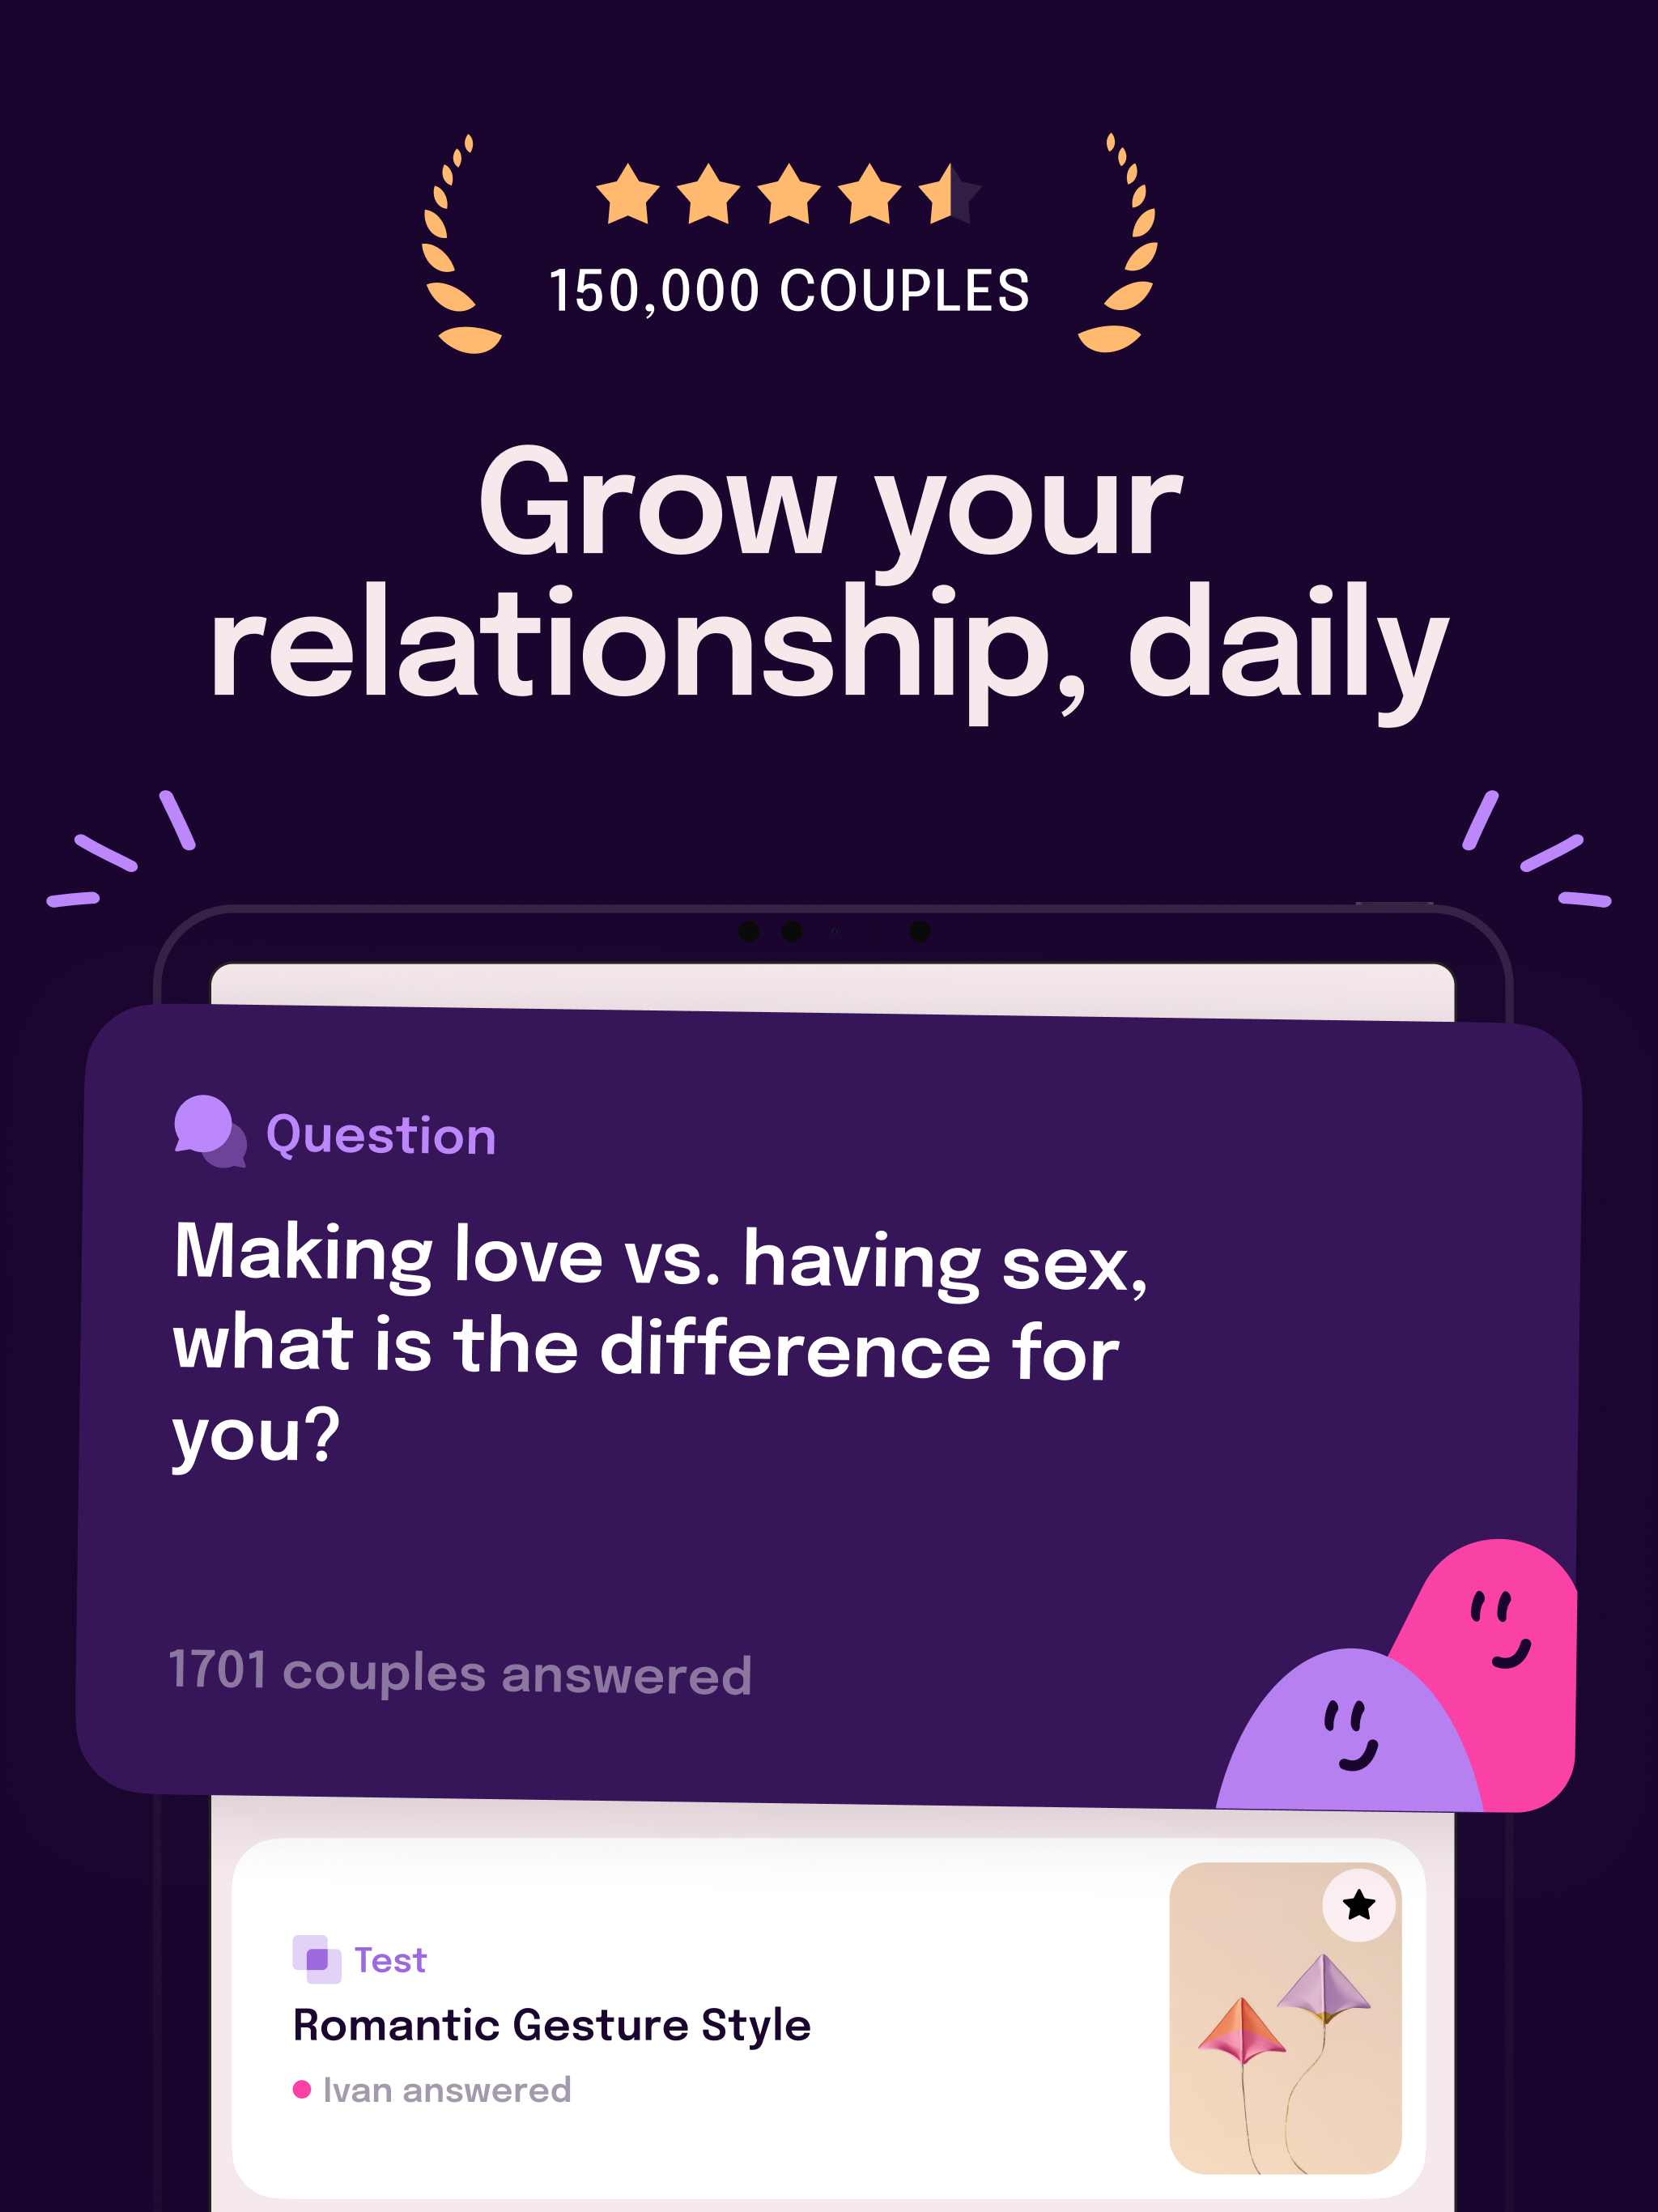 150,000 COUPLES
Grow your
relationship, daily
Question
Making love vs. having sex,
what is the difference for
you?
1701 couples answered
Test
Romantic Gesture Style
Ivan answered